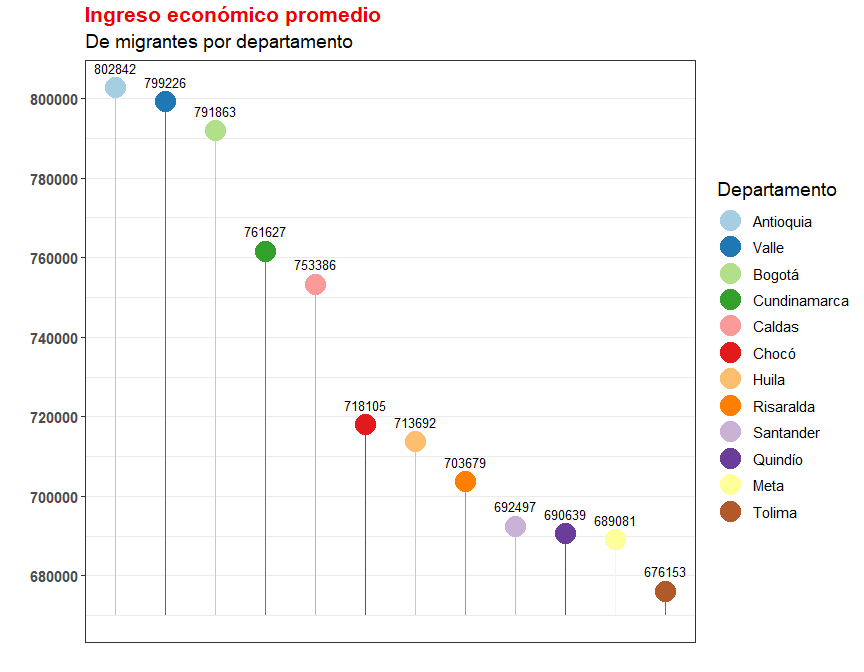 Ingreso económico promedio
De migrantes por departamento
802842
799226
791863
761627
753386
718105
713692
703679
692497
690639
689081
676153
800000
780000
760000
740000
720000
700000
680000
Departamento
Antioquia
Valle
Bogotá
Cundinamarca
Caldas
Chocó
Huila
Risaralda
Santander
Quindío
Meta
Tolima